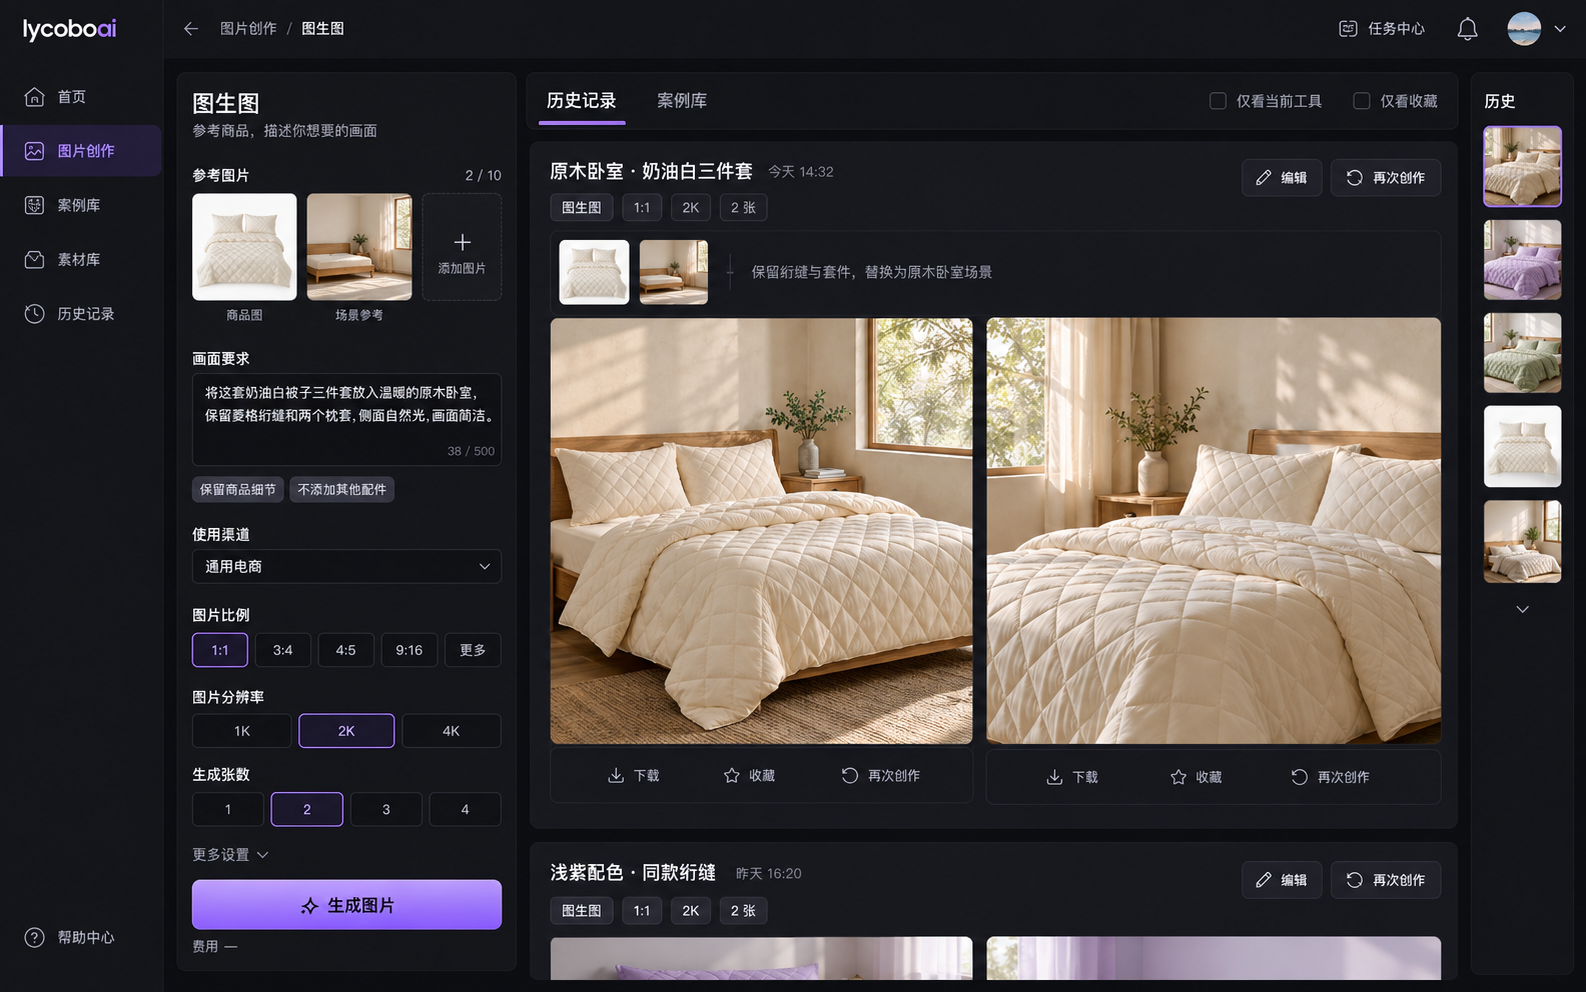 lycoboai
首页
图片创作
案例库
素材库
历史记录
帮助中心
图片创作 / 图生图
任务中心
图生图
参考商品，描述你想要的画面
参考图片
2 / 10
添加图片
商品图
场景参考
画面要求
将这套奶油白被子三件套放入温暖的原木卧室，
保留菱格绗缝和两个枕套，侧面自然光，画面简洁。
38 / 500
保留商品细节
不添加其他配件
使用渠道
通用电商
图片比例
1:1
3:4
4:5
9:16
更多
图片分辨率
1K
2K
4K
生成张数
1
2
3
4
更多设置
生成图片
费用 —
历史记录
案例库
仅看当前工具
仅看收藏
原木卧室 · 奶油白三件套
今天 14:32
编辑
再次创作
图生图
1:1
2K
2 张
保留绗缝与套件，替换为原木卧室场景
下载
收藏
再次创作
下载
收藏
再次创作
浅紫配色 · 同款绗缝
昨天 16:20
编辑
再次创作
图生图
1:1
2K
2 张
历史